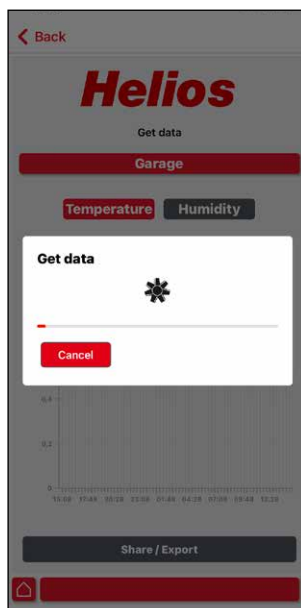 Back
Helios
Get data
Garage
Temperature Humidity
Get data
Cancel
0,4
0,2
0
Share / Export